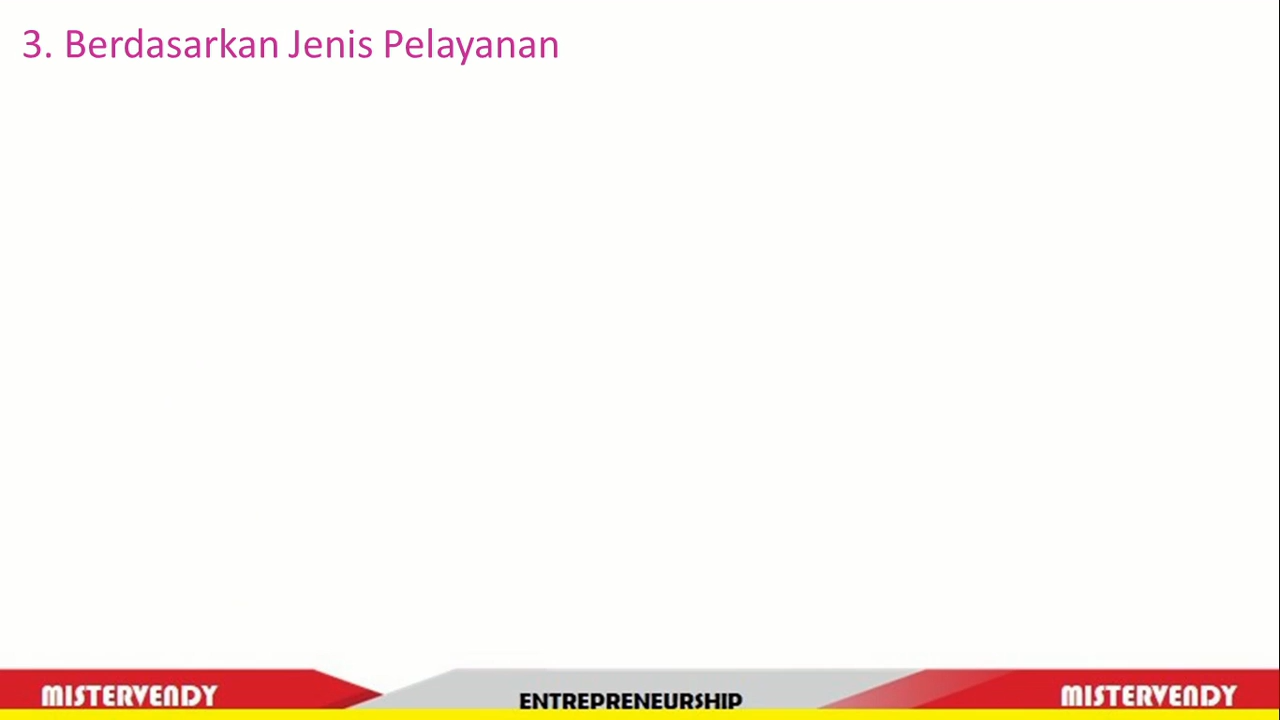 3. Berdasarkan Jenis Pelayanan
MISTERVENDY
ENTREPRENEURSHIP
MISTERVENDY